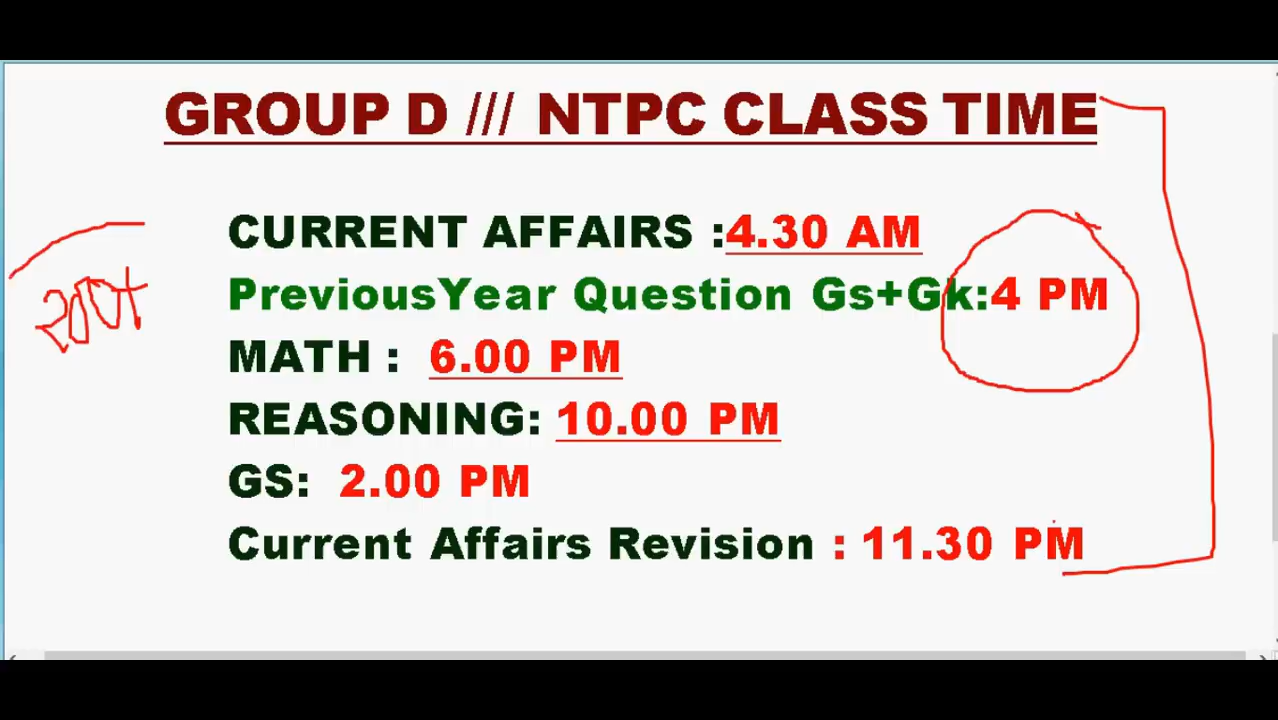 GROUP D /// NTPC CLASS TIME
CURRENT AFFAIRS :4.30 AM
PreviousYear Question Gs+Gk:4 PM
200+
MATH : 6.00 PM
REASONING: 10.00 PM
GS: 2.00 PM
Current Affairs Revision : 11.30 PM